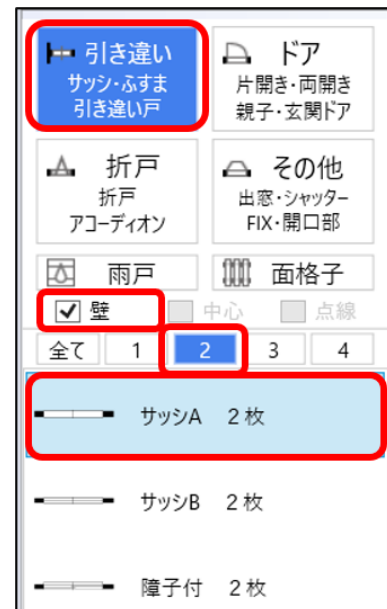 引き違い
サッシ・ふすま
引き違い戸
ドア
片開き・両開き
親子・玄関ドア
折戸
折戸
アコーディオン
その他
出窓・シャッター
FIX・開口部
雨戸
面格子
壁 中心 点線
全て 1 2 3 4
サッシA 2枚
サッシB 2枚
障子付 2枚